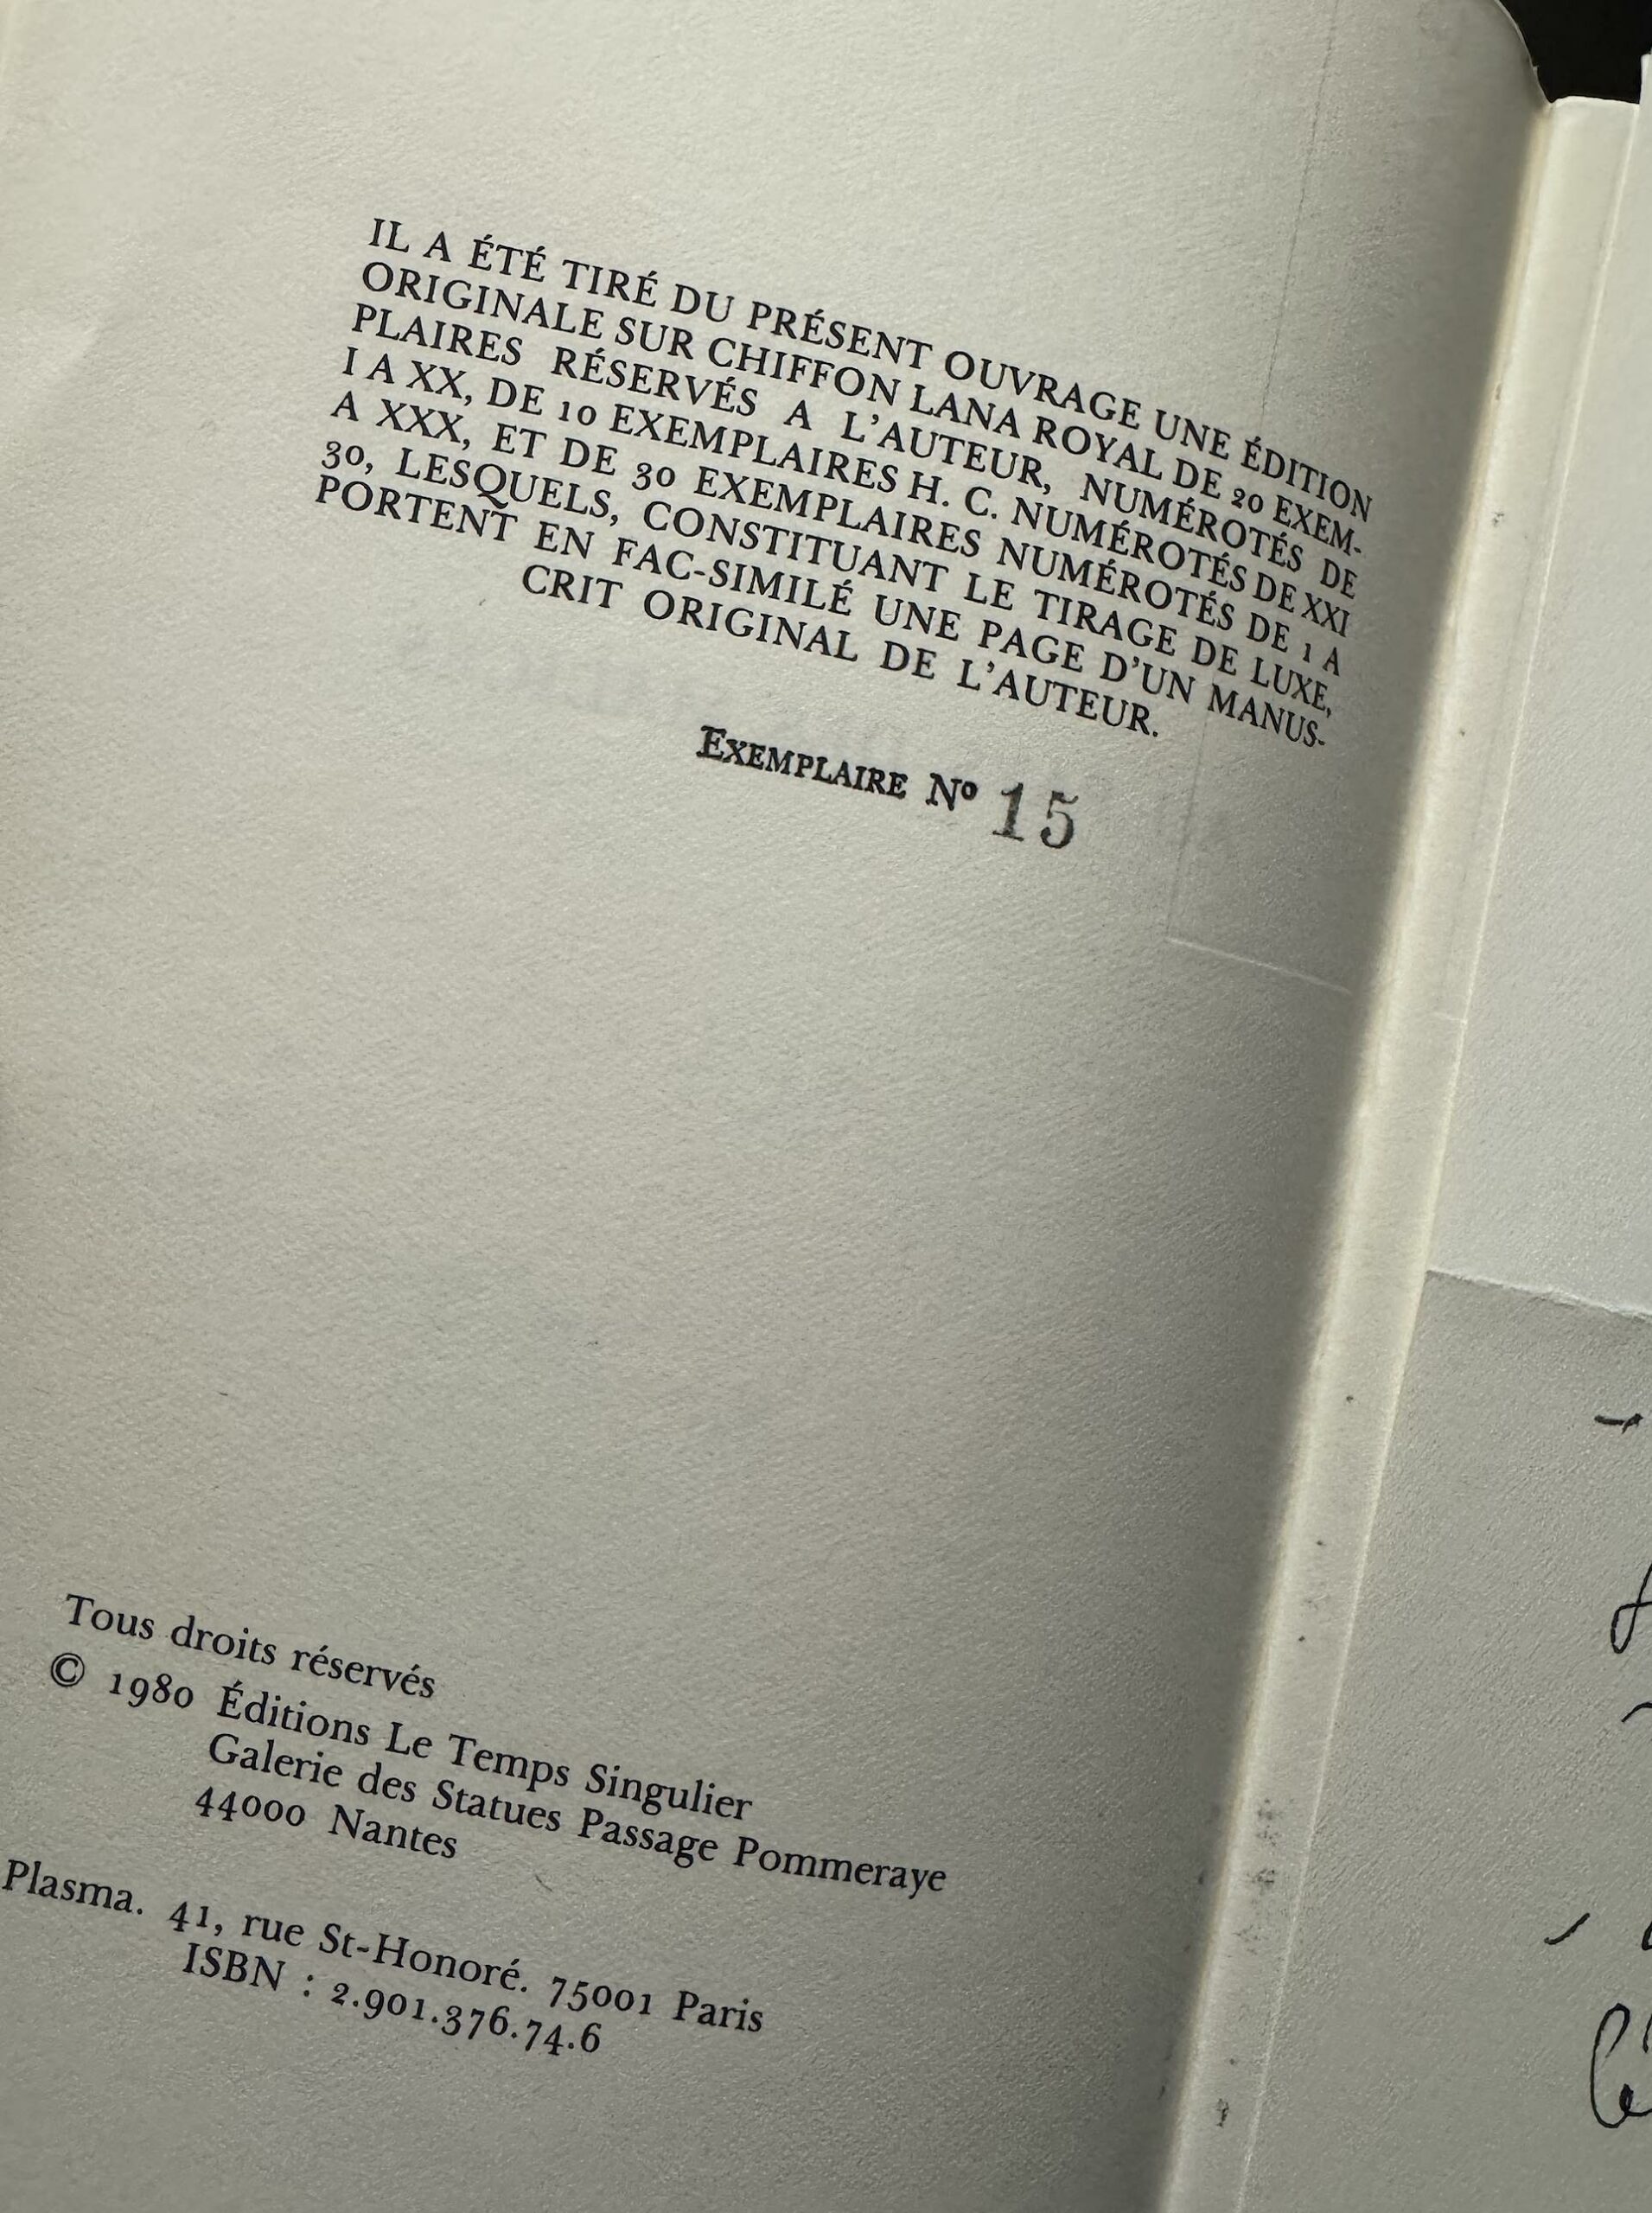 IL A ÉTÉ TIRÉ DU PRÉSENT OUVRAGE UNE ÉDITION
ORIGINALE SUR CHIFFON LANA ROYAL DE 20 EXEM-
PLAIRES RÉSERVÉS A L'AUTEUR, NUMÉROTÉS DE
I A XX, DE 10 EXEMPLAIRES H. C. NUMÉROTÉS DE XXI
A XXX, ET DE 30 EXEMPLAIRES NUMÉROTÉS DE 1 A
30, LESQUELS, CONSTITUANT LE TIRAGE DE LUXE,
PORTENT EN FAC-SIMILÉ UNE PAGE D'UN MANUS-
CRIT ORIGINAL DE L'AUTEUR.
EXEMPLAIRE Nº 15
Tous droits réservés
© 1980 Éditions Le Temps Singulier
Galerie des Statues Passage Pommeraye
44000 Nantes
Plasma. 41, rue St-Honoré. 75001 Paris
ISBN : 2.901.376.74.6